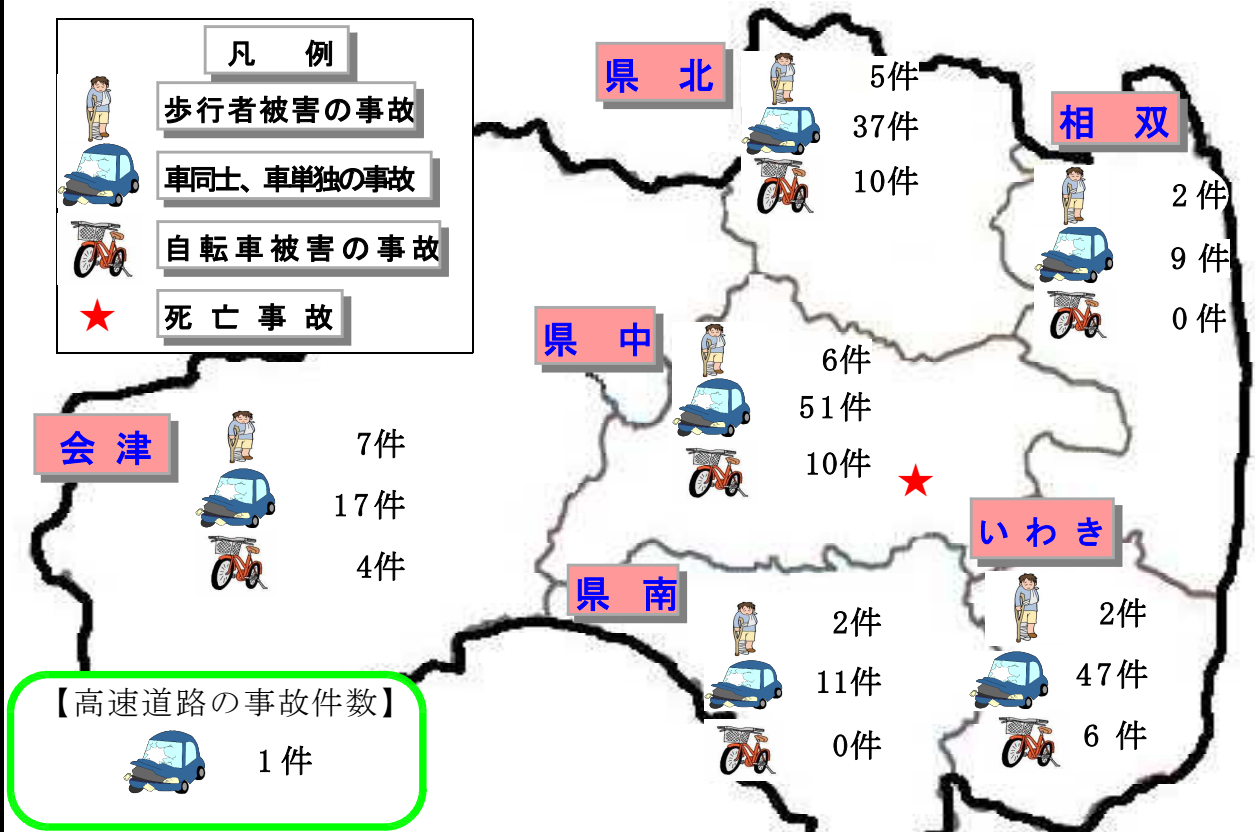 凡 例
歩行者被害の事故
車同士、車単独の事故
自転車被害の事故
死亡事故
県北
5件
37件
10件
相双
2件
9件
0件
県中
6件
51件
10件
会津
7件
17件
4件
いわき
2件
47件
6件
県南
2件
11件
0件
【高速道路の事故件数】
1件